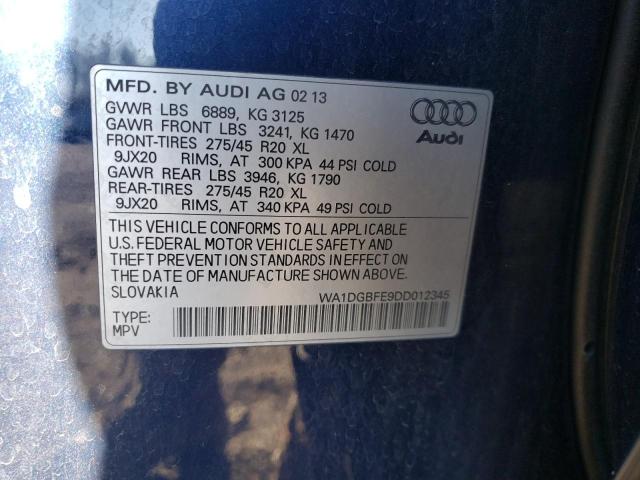 MFD. BY AUDI AG 02 13
GVWR LBS 6889, KG 3125
GAWR FRONT LBS 3241, KG 1470
FRONT-TIRES 275/45 R20 XL
9JX20 RIMS, AT 300 KPA 44 PSI COLD
GAWR REAR LBS 3946, KG 1790
REAR-TIRES 275/45 R20 XL
9JX20 RIMS, AT 340 KPA 49 PSI COLD
Audi
THIS VEHICLE CONFORMS TO ALL APPLICABLE
U.S. FEDERAL MOTOR VEHICLE SAFETY AND
THEFT PREVENTION STANDARDS IN EFFECT ON
THE DATE OF MANUFACTURE SHOWN ABOVE.
SLOVAKIA
WA1DGBFE9DD012345
TYPE:
MPV